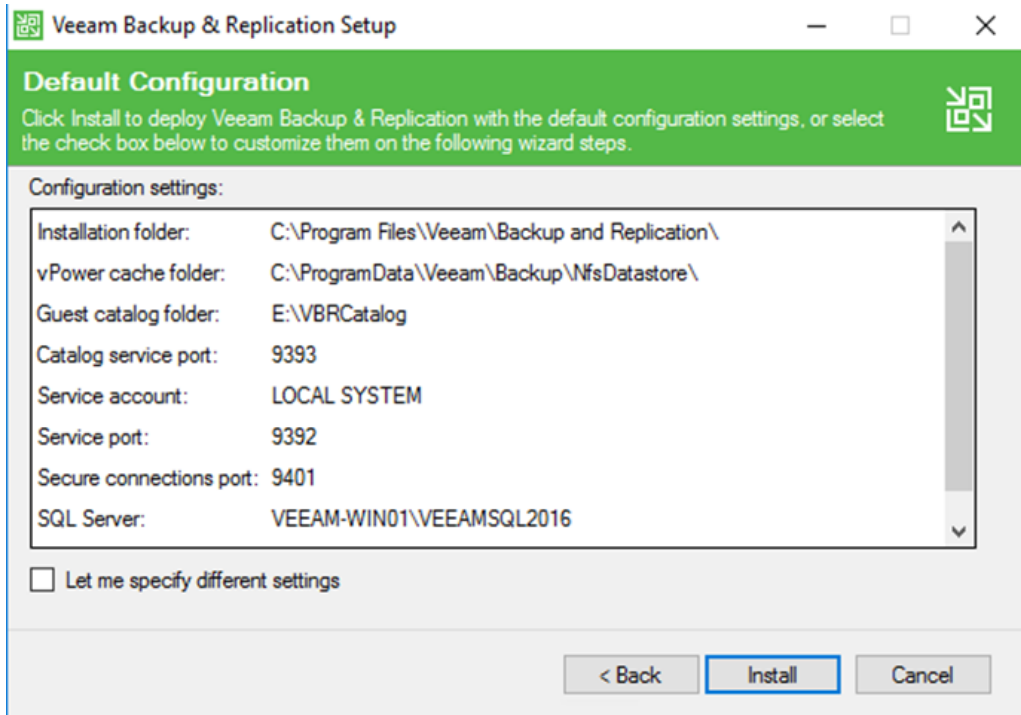 Veeam Backup & Replication Setup
Default Configuration
Click Install to deploy Veeam Backup & Replication with the default configuration settings, or select
the check box below to customize them on the following wizard steps.
Configuration settings:
Installation folder: C:\Program Files\Veeam\Backup and Replication\
vPower cache folder: C:\ProgramData\Veeam\Backup\NfsDatastore\
Guest catalog folder: E:\VBRCatalog
Catalog service port: 9393
Service account: LOCAL SYSTEM
Service port: 9392
Secure connections port: 9401
SQL Server: VEEAM-WIN01\VEEAMSQL2016
Let me specify different settings
< Back Install Cancel